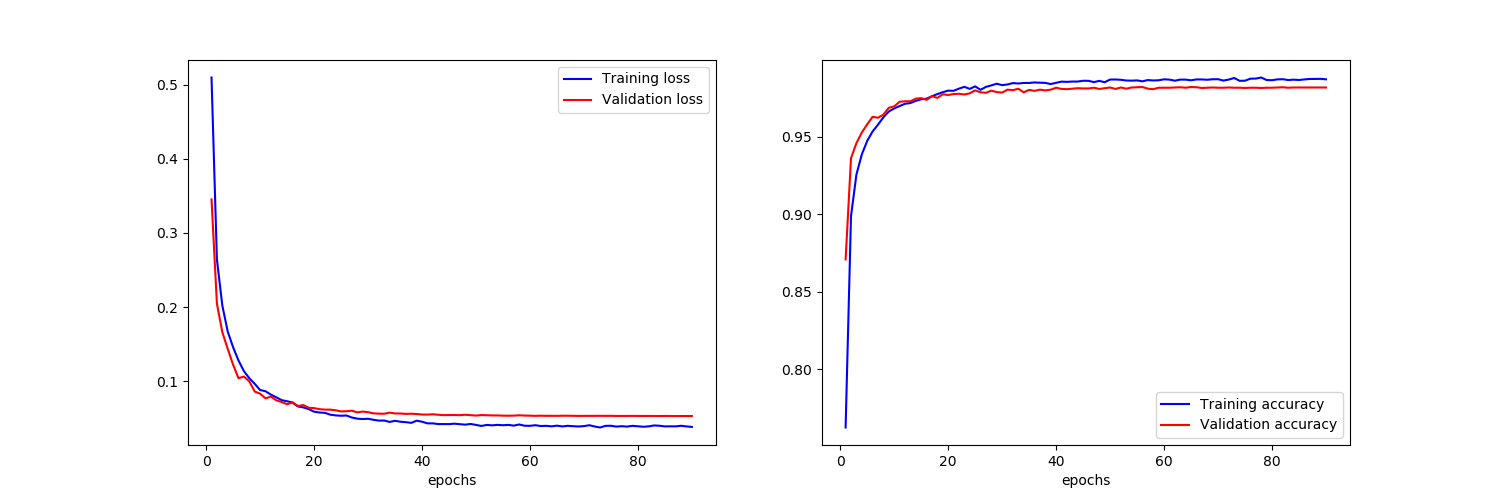 0.5
0.4
0.3
0.2
0.1
0 20 40 60 80
epochs
Training loss
Validation loss
0.95
0.90
0.85
0.80
0 20 40 60 80
epochs
Training accuracy
Validation accuracy